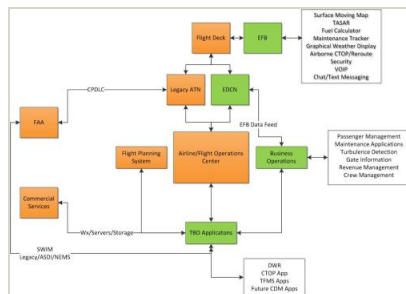 Flight Deck
EFB
Surface Moving Map
TASAR
Fuel Calculator
Maintenance Tracker
Graphical Weather Display
Airborne CTOP/Reroute
Security
VOIP
Chat/Text Messaging
FAA
CPDLC
Legacy ATN
EDCN
EFB Data Feed
Flight Planning
System
Airline/Flight Operations
Center
Business
Operations
Passenger Management
Maintenance Applications
Turbulence Detection
Gate Information
Revenue Management
Crew Management
Commercial
Services
Wx/Servers/Storage
TBO Applicatons
SWIM
Legacy/ASDI/NEMS
DWR
CTOP App
TFMS Apps
Future CDM Apps